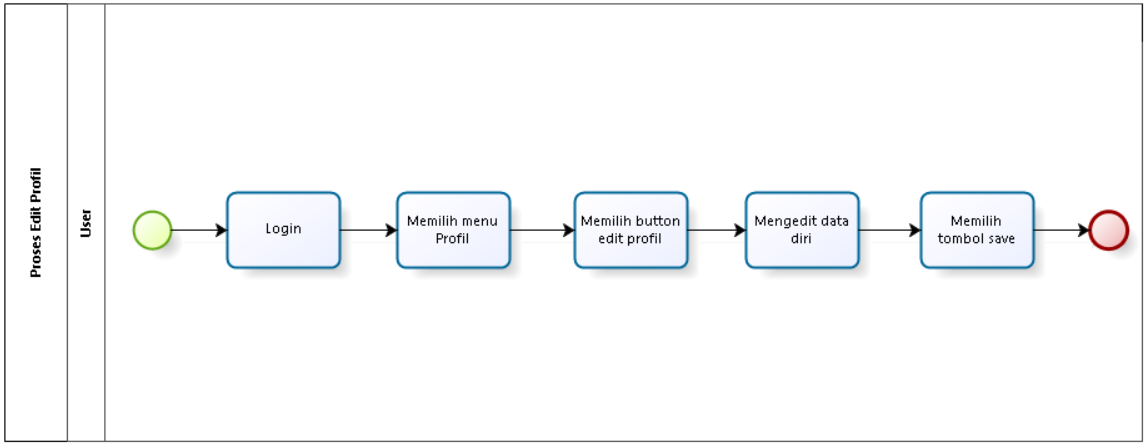 Proses Edit Profil
User
Login
Memilih menu
Profil
Memilih button
edit profil
Mengedit data
diri
Memilih
tombol save